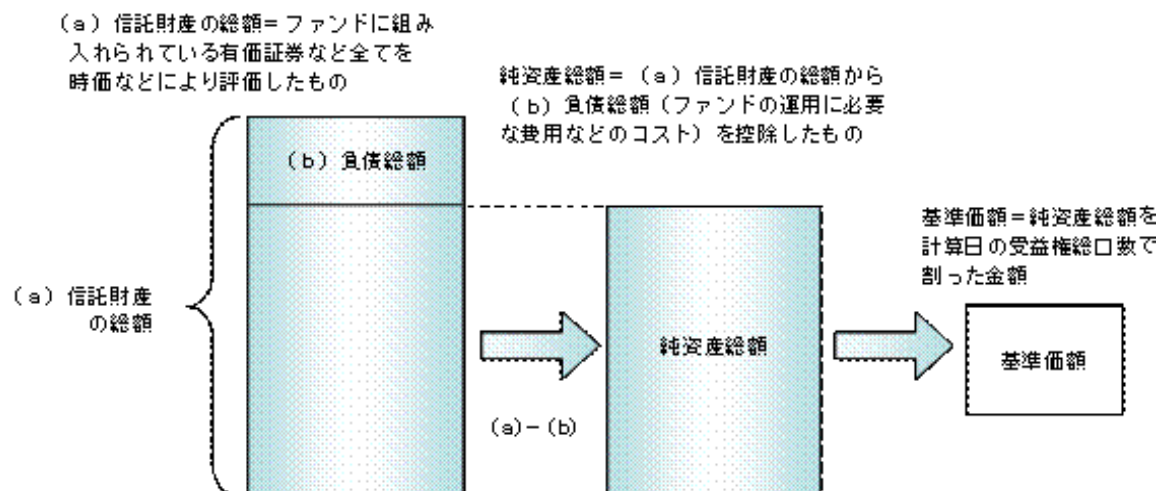 (a) 信託財産の総額=ファンドに組み
入れられている有価証券など全てを
時価などにより評価したもの
純資産総額= (a) 信託財産の総額から
(b) 負債総額(ファンドの運用に必要
な費用などのコスト)を控除したもの
(b) 負債総額
基準価額=純資産総額を
計算日の受益権総口数で
割った金額
(a) 信託財産
の総額
純資産総額
基準価額
(a)-(b)